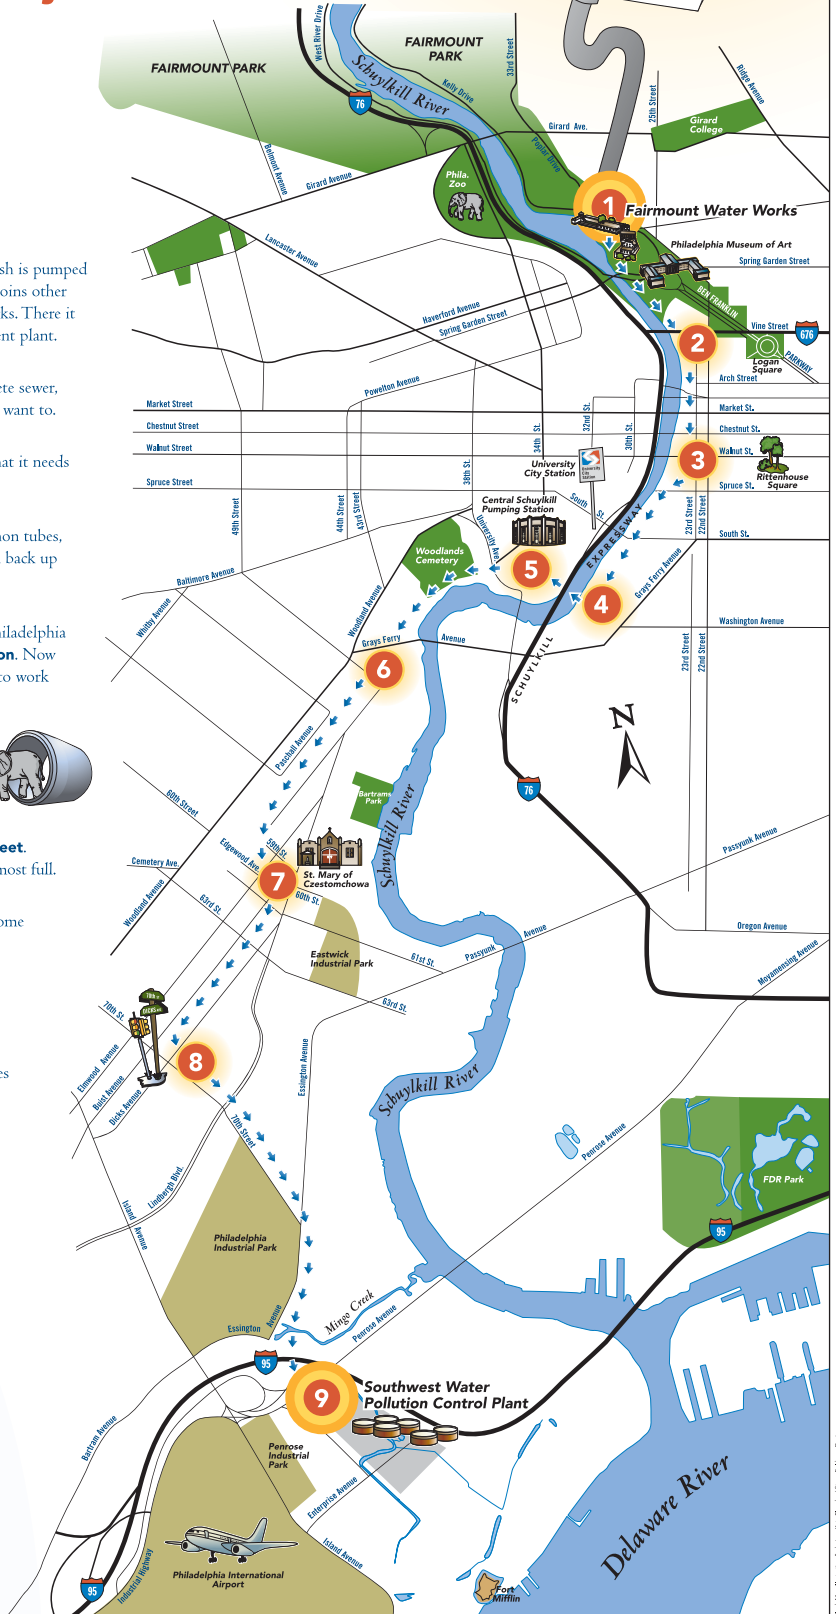 FAIRMOUNT PARK
FAIRMOUNT
PARK
West River Drive
Schuylkill River
Kelly Drive
33rd Street
76
25th Street
Ridge Avenue
Girard
College
Girard Ave.
Poplar Drive
Belmont Avenue
Girard Avenue
Phila.
Zoo
1
Fairmount Water Works
Philadelphia Museum of Art
Spring Garden Street
Lancaster Avenue
BEN FRANKLIN
PARKWAY
Haverford Avenue
Spring Garden Street
Vine Street
676
2
Logan
Square
Arch Street
Powelton Avenue
Market Street
Market St.
Chestnut Street
Chestnut St.
Walnut Street
Walnut St.
Spruce Street
Spruce St.
34th St.
32nd St.
30th St.
38th St.
University
City Station
University
City
Station
3
Rittenhouse
Square
49th Street
44th Street
43rd Street
Central Schuylkill
Pumping Station
South St.
South St.
23rd Street
22nd Street
University Ave.
EXPRESSWAY
SCHUYLKILL
Woodlands
Cemetery
5
4
Grays Ferry Avenue
Baltimore Avenue
Whitby Avenue
Woodland Avenue
Grays Ferry Avenue
Washington Avenue
23rd Street
22nd Street
6
N
Paschall Avenue
76
60th Street
Bartrams
Park
Schuylkill River
Passyunk Avenue
59th St.
Edgewood Ave.
Cemetery Ave.
St. Mary of
Czestomchowa
7
60th St.
Woodland Avenue
63rd St.
Eastwick
Industrial Park
61st St.
Passyunk Avenue
Oregon Avenue
Moyamensing Avenue
63rd St.
70th St.
70th St
DICKS AVE
8
Elmwood Avenue
Buist Avenue
Dicks Avenue
Essington Avenue
Schuylkill River
70th Street
Penrose Avenue
FDR Park
Lindbergh Blvd.
Island Avenue
Philadelphia
Industrial Park
95
Essington Avenue
Mingo Creek
Penrose Avenue
95
9
Southwest Water
Pollution Control Plant
Bartram Avenue
Penrose
Industrial
Park
Enterprise Avenue
Delaware River
Island Avenue
Industrial Highway
Philadelphia International
Airport
95
Fort
Mifflin
sh is pumped
oins other
ks. There it
ent plant.
ete sewer,
want to.
at it needs
on tubes,
back up
iladelphia
on. Now
to work
eet.
most full.
ome
es